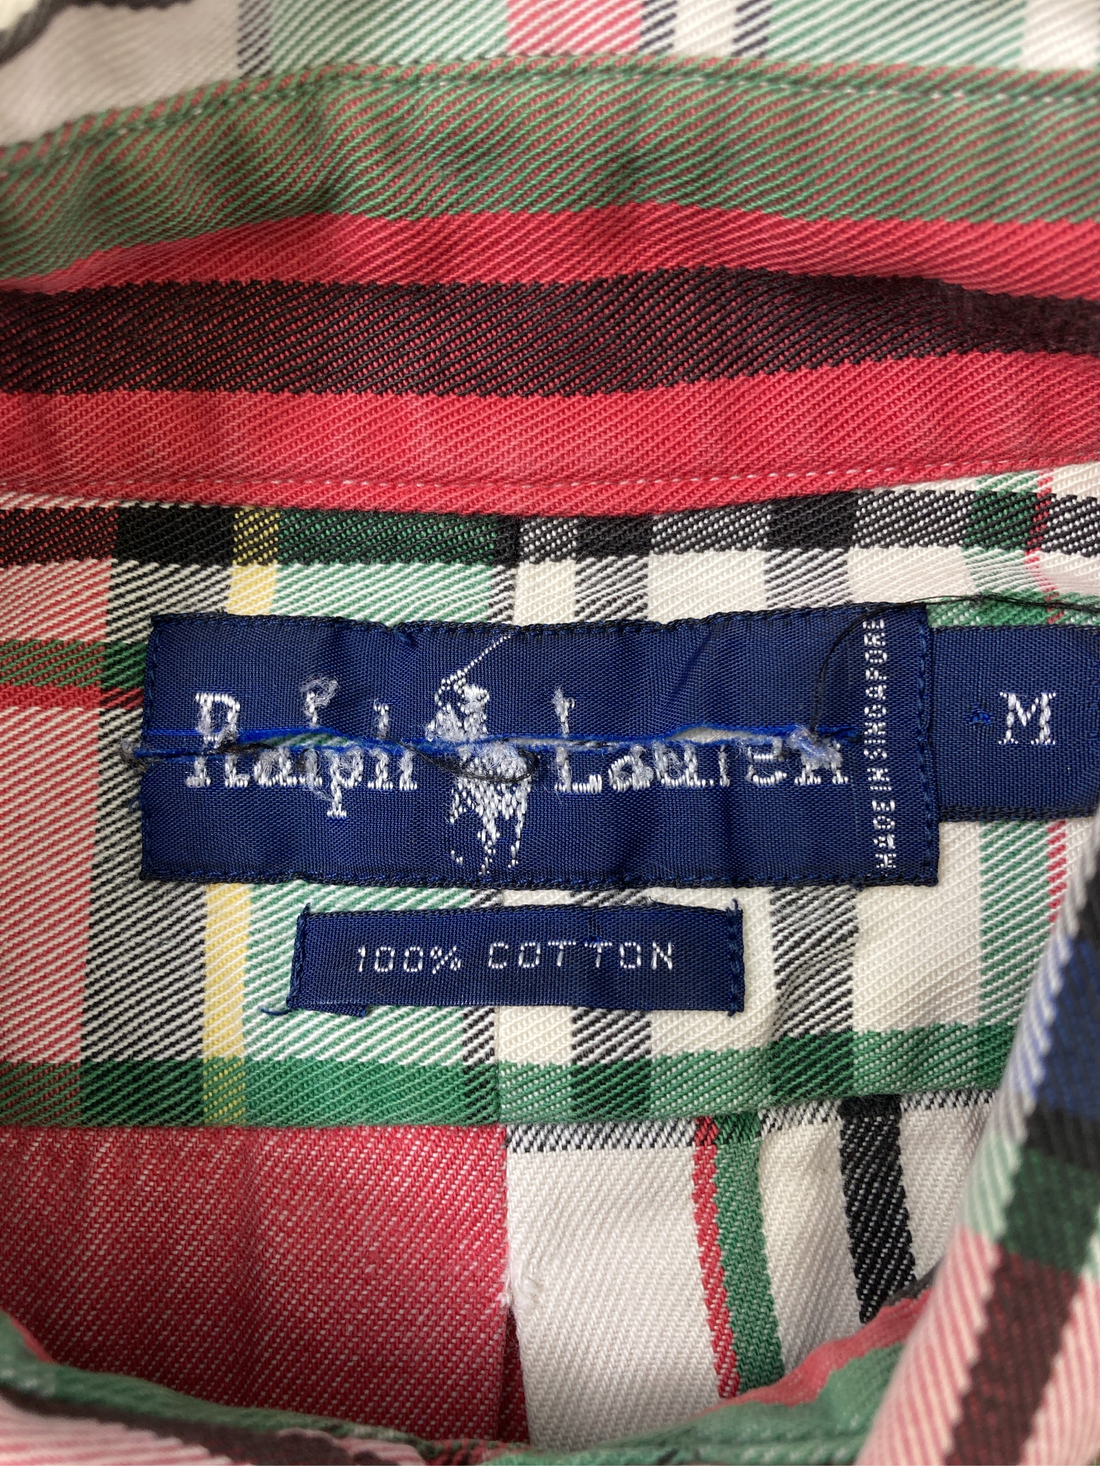 Ralph Lauren
MADE IN SINGAPORE
M
100% COTTON